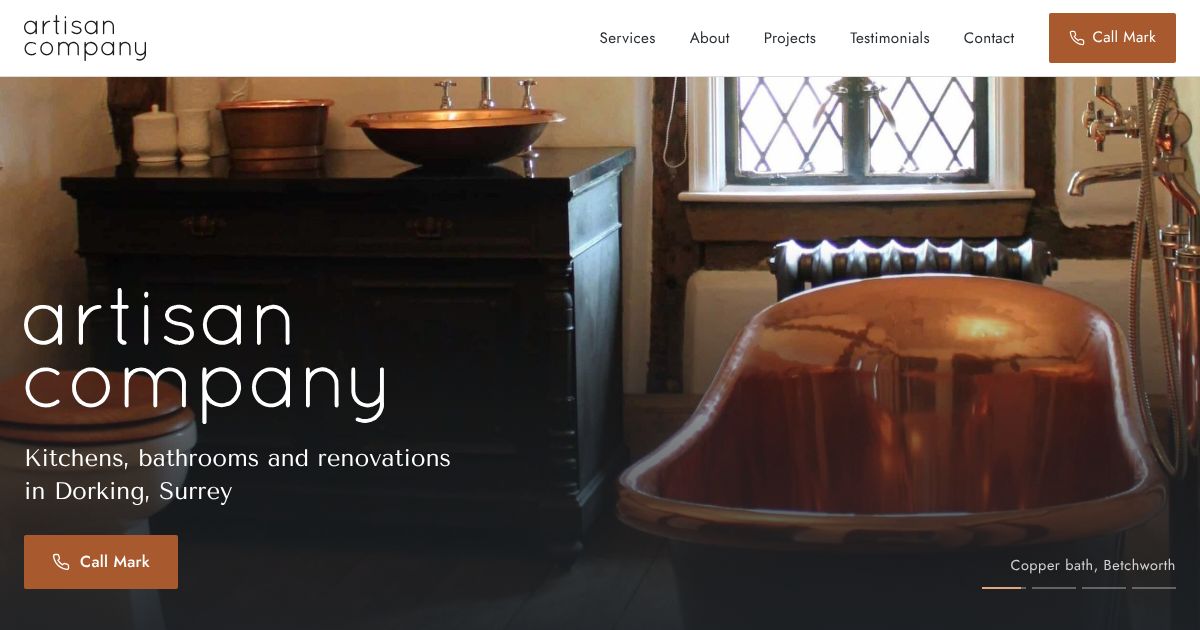 artisan
company
Services
About
Projects
Testimonials
Contact
Call Mark
artisan
company
Kitchens, bathrooms and renovations
in Dorking, Surrey
Call Mark
Copper bath, Betchworth